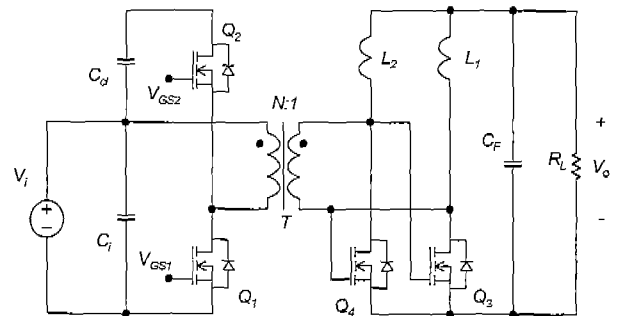 Q2
Cd
VGS2
L2
L1
N:1
Vi
Ci
T
CF
RL
+
Vo
-
+
-
VGS1
Q1
Q4
Q3